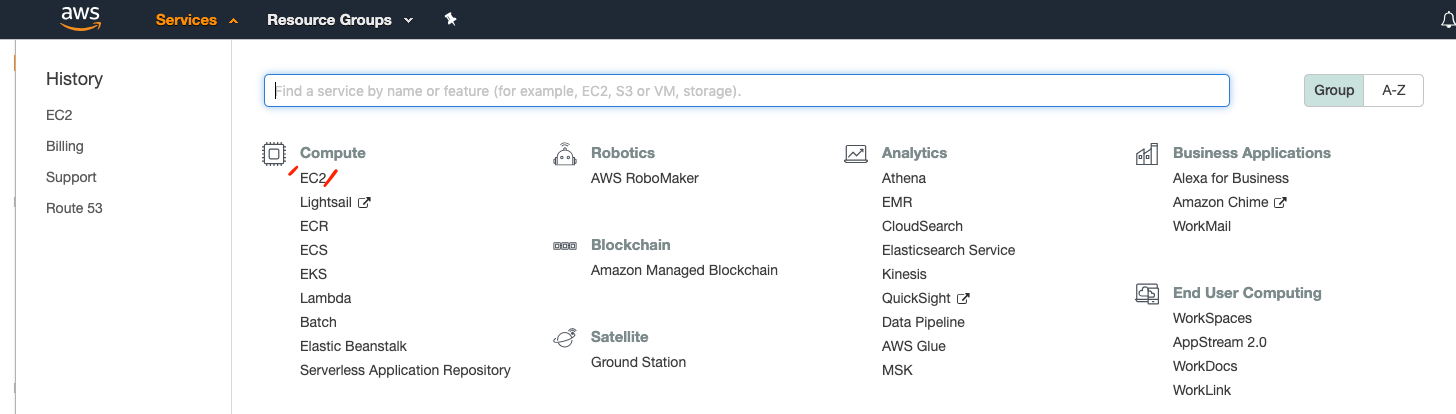 aws Services Resource Groups
History
EC2
Billing
Support
Route 53
Find a service by name or feature (for example, EC2, S3 or VM, storage).
Group A-Z
Compute
EC2
Lightsail
ECR
ECS
EKS
Lambda
Batch
Elastic Beanstalk
Serverless Application Repository
Robotics
AWS RoboMaker
Blockchain
Amazon Managed Blockchain
Satellite
Ground Station
Analytics
Athena
EMR
CloudSearch
Elasticsearch Service
Kinesis
QuickSight
Data Pipeline
AWS Glue
MSK
Business Applications
Alexa for Business
Amazon Chime
WorkMail
End User Computing
WorkSpaces
AppStream 2.0
WorkDocs
WorkLink